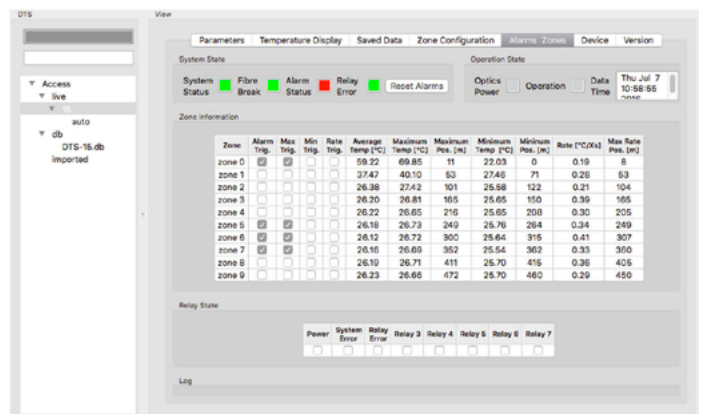 DTS
View
Access
live
15
auto
db
DTS-15.db
imported
Parameters Temperature Display Saved Data Zone Configuration Alarms Zones Device Version
System State
System Status Fibre Break Alarm Status Relay Error Reset Alarms
Operation State
Optics Power Operation Data Time Thu Jul 7
10:58:55
2016
Zone Information
Zone Alarm Trig. Max Trig. Min Trig. Rate Trig. Average Temp [°C] Maximum Temp [°C] Maximum Pos. [m] Minimum Temp [°C] Mininum Pos. [m] Rate [°C/Xs] Max Rate Pos. [m]
zone 0 59.22 69.85 11 22.03 0 0.19 8
zone 1 37.47 40.10 53 27.46 71 0.28 53
zone 2 26.38 27.42 101 25.58 122 0.21 104
zone 3 26.20 26.81 165 25.65 150 0.39 165
zone 4 26.22 26.65 216 25.65 208 0.30 205
zone 5 26.18 26.73 249 25.76 264 0.34 249
zone 6 26.12 26.72 300 25.64 315 0.41 307
zone 7 26.16 26.69 352 25.54 362 0.33 360
zone 8 26.19 26.71 411 25.70 415 0.36 405
zone 9 26.23 26.66 472 25.70 460 0.29 450
Relay State
Power System Error Relay Error Relay 3 Relay 4 Relay 5 Relay 6 Relay 7
Log